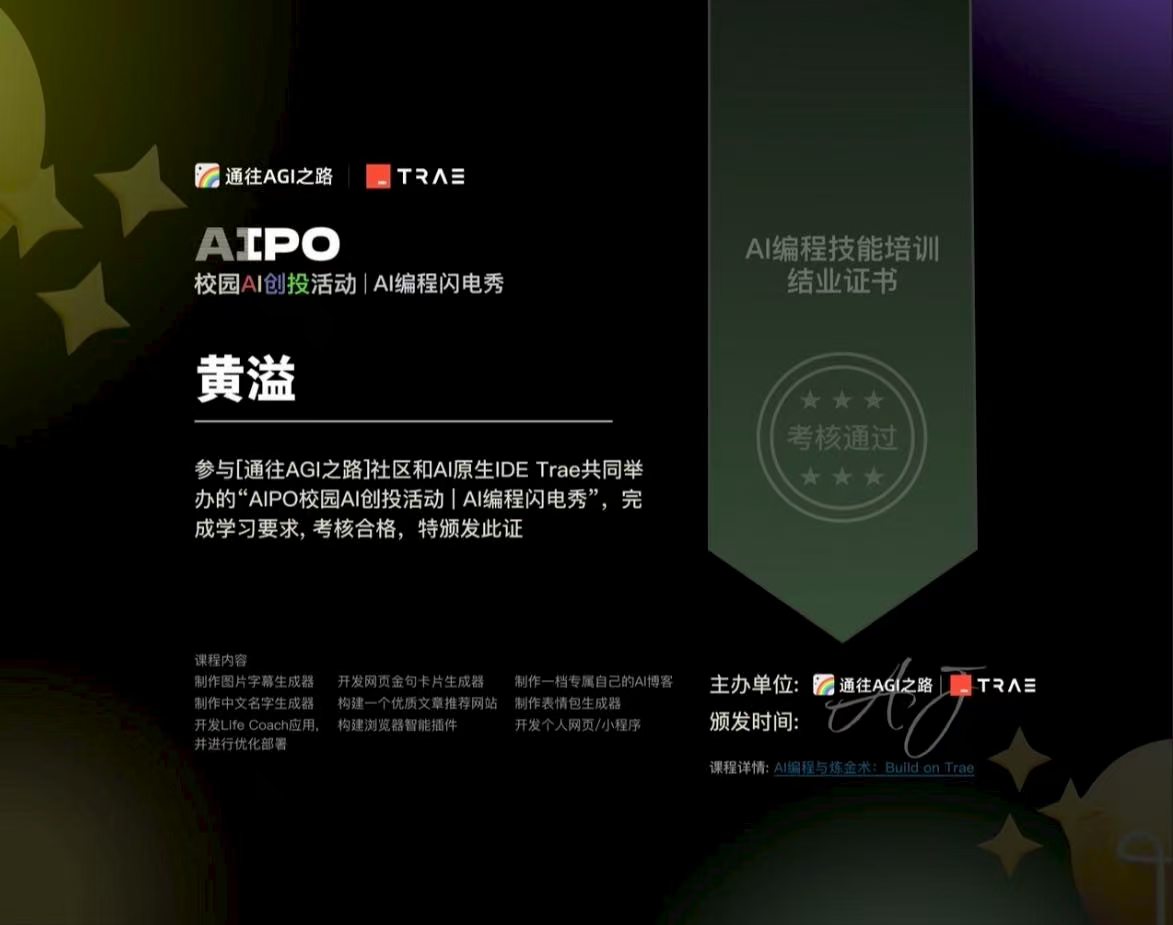 通往AGI之路 | TRAE
AIPO
校园AI创投活动 | AI编程闪电秀
黄溢
参与[通往AGI之路]社区和AI原生IDE Trae共同举
办的“AIPO校园AI创投活动 | AI编程闪电秀”，完
成学习要求, 考核合格，特颁发此证
AI编程技能培训
结业证书
★ ★ ★
考核通过
★ ★ ★
课程内容
制作图片字幕生成器 开发网页金句卡片生成器 制作一档专属自己的AI博客
制作中文名字生成器 构建一个优质文章推荐网站 制作表情包生成器
开发Life Coach应用, 构建浏览器智能插件 开发个人网页/小程序
并进行优化部署
主办单位: 通往AGI之路 | TRAE
颁发时间:
课程详情: AI编程与炼金术：Build on Trae